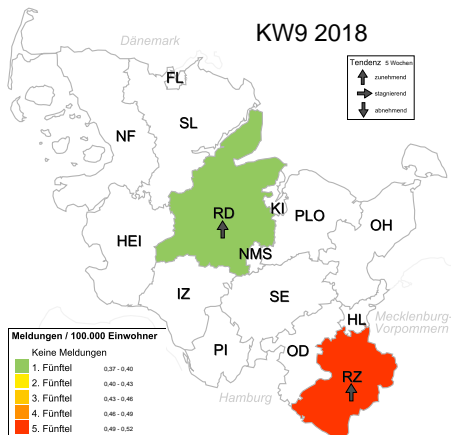 KW9 2018
Dänemark
Tendenz 5 Wochen
zunehmend
stagnierend
abnehmend
FL
NF
SL
RD
KI
PLO
OH
HEI
NMS
IZ
SE
HL
Mecklenburg-
Vorpommern
PI
OD
RZ
Hamburg
Meldungen / 100.000 Einwohner
Keine Meldungen
1. Fünftel 0,37 - 0,40
2. Fünftel 0,40 - 0,43
3. Fünftel 0,43 - 0,46
4. Fünftel 0,46 - 0,49
5. Fünftel 0,49 - 0,52